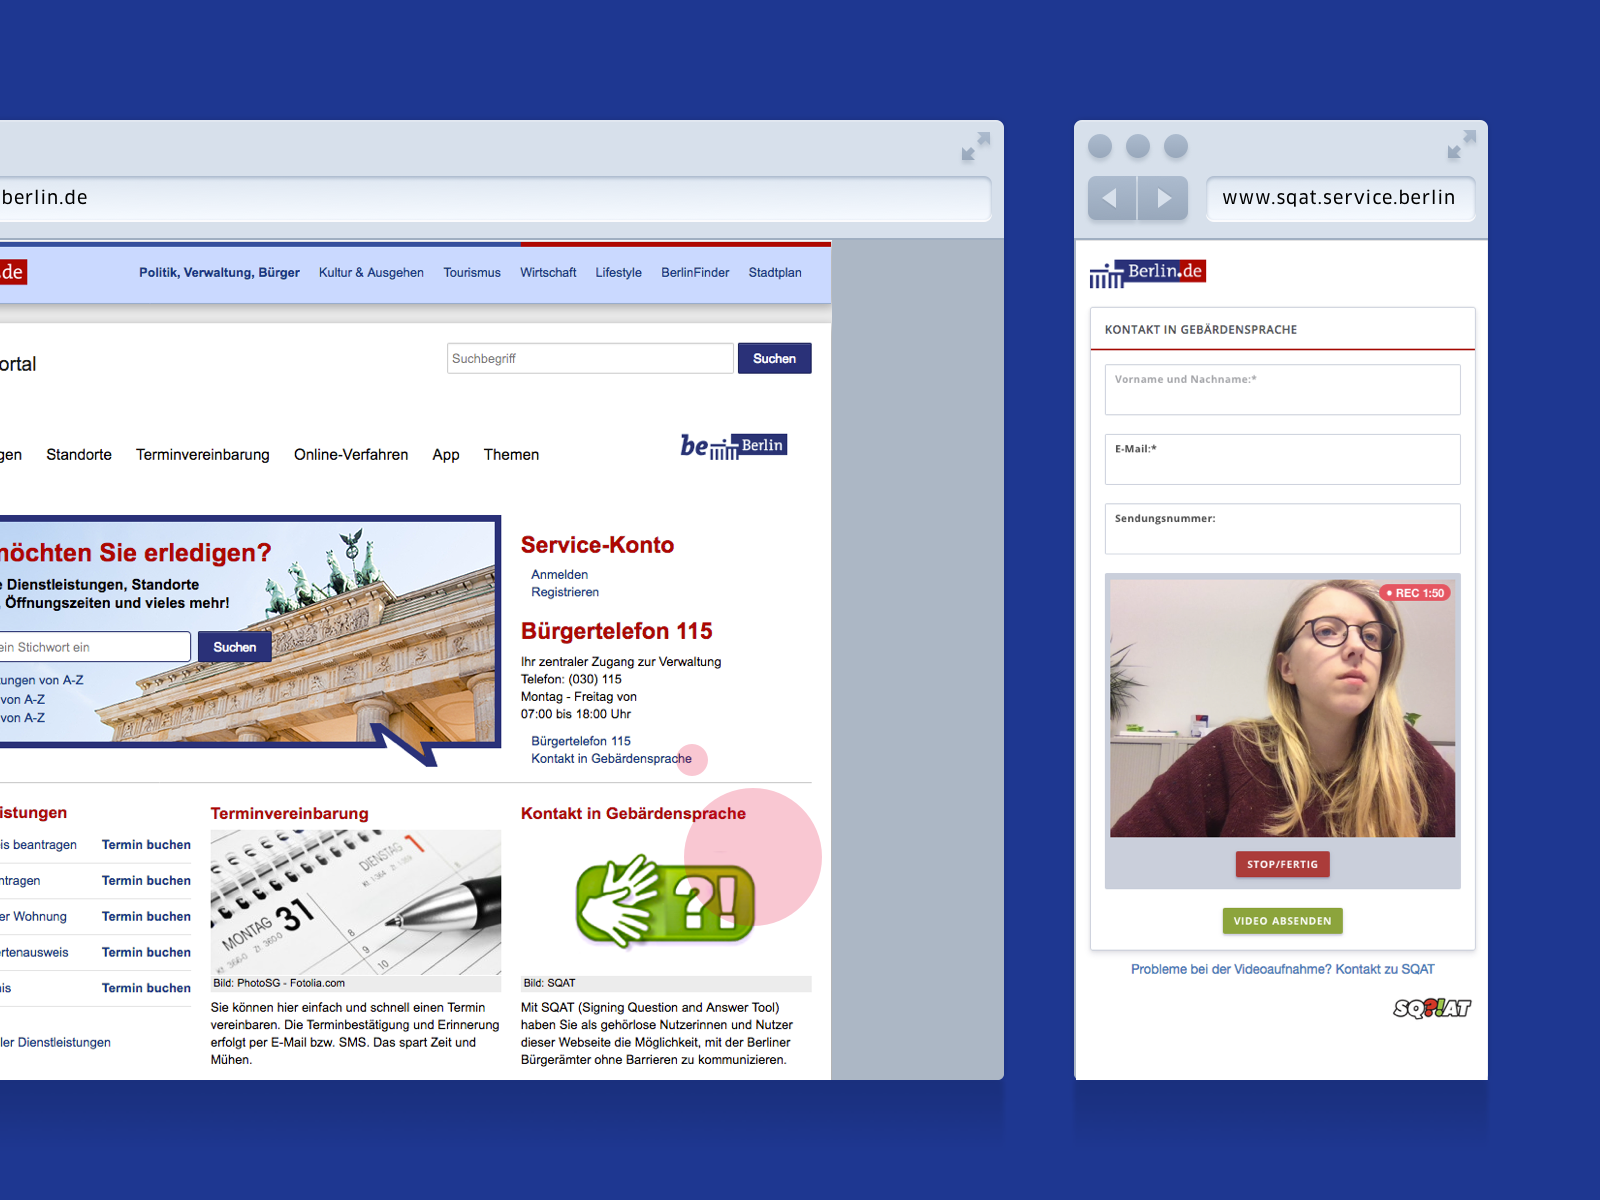 berlin.de
.de
Politik, Verwaltung, Bürger Kultur & Ausgehen Tourismus Wirtschaft Lifestyle BerlinFinder Stadtplan
ortal
Suchbegriff
Suchen
gen Standorte Terminvereinbarung Online-Verfahren App Themen
be Berlin
möchten Sie erledigen?
e Dienstleistungen, Standorte
, Öffnungszeiten und vieles mehr!
ein Stichwort ein
Suchen
tungen von A-Z
von A-Z
von A-Z
Service-Konto
Anmelden
Registrieren
Bürgertelefon 115
Ihr zentraler Zugang zur Verwaltung
Telefon: (030) 115
Montag - Freitag von
07:00 bis 18:00 Uhr
Bürgertelefon 115
Kontakt in Gebärdensprache
istungen
is beantragen Termin buchen
ntragen Termin buchen
er Wohnung Termin buchen
ertenausweis Termin buchen
nis Termin buchen
ler Dienstleistungen
Terminvereinbarung
DIENSTAG 1
MONTAG 31
8
9
10
Bild: PhotoSG - Fotolia.com
Sie können hier einfach und schnell einen Termin
vereinbaren. Die Terminbestätigung und Erinnerung
erfolgt per E-Mail bzw. SMS. Das spart Zeit und
Mühen.
Kontakt in Gebärdensprache
?!
Bild: SQAT
Mit SQAT (Signing Question and Answer Tool)
haben Sie als gehörlose Nutzerinnen und Nutzer
dieser Webseite die Möglichkeit, mit der Berliner
Bürgerämter ohne Barrieren zu kommunizieren.
www.sqat.service.berlin
Berlin.de
KONTAKT IN GEBÄRDENSPRACHE
Vorname und Nachname:*
E-Mail:*
Sendungsnummer:
REC 1:50
STOP/FERTIG
VIDEO ABSENDEN
Probleme bei der Videoaufnahme? Kontakt zu SQAT
SQ?!AT